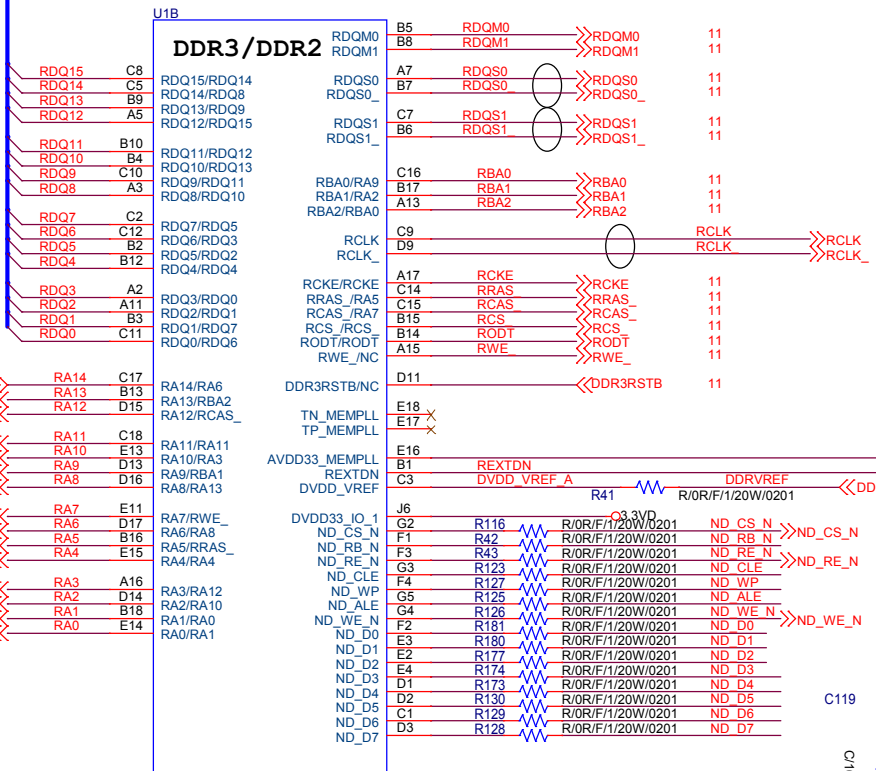 U1B
DDR3/DDR2
RDQ15 C8 RDQ15/RDQ14
RDQ14 C5 RDQ14/RDQ8
RDQ13 B9 RDQ13/RDQ9
RDQ12 A5 RDQ12/RDQ15
RDQ11 B10 RDQ11/RDQ12
RDQ10 B4 RDQ10/RDQ13
RDQ9 C10 RDQ9/RDQ11
RDQ8 A3 RDQ8/RDQ10
RDQ7 C2 RDQ7/RDQ5
RDQ6 C12 RDQ6/RDQ3
RDQ5 B2 RDQ5/RDQ2
RDQ4 B12 RDQ4/RDQ4
RDQ3 A2 RDQ3/RDQ0
RDQ2 A11 RDQ2/RDQ1
RDQ1 B3 RDQ1/RDQ7
RDQ0 C11 RDQ0/RDQ6
RA14 C17 RA14/RA6
RA13 B13 RA13/RBA2
RA12 D15 RA12/RCAS_
RA11 C18 RA11/RA11
RA10 E13 RA10/RA3
RA9 D13 RA9/RBA1
RA8 D16 RA8/RA13
RA7 E11 RA7/RWE_
RA6 D17 RA6/RA8
RA5 B16 RA5/RRAS_
RA4 E15 RA4/RA4
RA3 A16 RA3/RA12
RA2 D14 RA2/RA10
RA1 B18 RA1/RA0
RA0 E14 RA0/RA1
RDQM0 B5 RDQM0 RDQM0 11
RDQM1 B8 RDQM1 RDQM1 11
RDQS0 A7 RDQS0 RDQS0 11
RDQS0_ B7 RDQS0_ RDQS0_ 11
RDQS1 C7 RDQS1 RDQS1 11
RDQS1_ B6 RDQS1_ RDQS1_ 11
RBA0/RA9 C16 RBA0 RBA0 11
RBA1/RA2 B17 RBA1 RBA1 11
RBA2/RBA0 A13 RBA2 RBA2 11
RCLK C9 RCLK RCLK
RCLK_ D9 RCLK_ RCLK_
RCKE/RCKE A17 RCKE RCKE 11
RRAS_/RA5 C14 RRAS_ RRAS_ 11
RCAS_/RA7 C15 RCAS_ RCAS_ 11
RCS_/RCS_ B15 RCS_ RCS_ 11
RODT/RODT B14 RODT RODT 11
RWE_/NC A15 RWE_ RWE_ 11
DDR3RSTB/NC D11 DDR3RSTB 11
TN_MEMPLL E18
TP_MEMPLL E17
AVDD33_MEMPLL E16
REXTDN B1 REXTDN
DVDD_VREF C3 DVDD_VREF_A R41 R/0R/F/1/20W/0201 DDRVREF DD
DVDD33_IO_1 J6 3.3VD
ND_CS_N G2 R116 R/0R/F/1/20W/0201 ND_CS_N ND_CS_N
ND_RB_N F1 R42 R/0R/F/1/20W/0201 ND_RB_N
ND_RE_N F3 R43 R/0R/F/1/20W/0201 ND_RE_N ND_RE_N
ND_CLE G3 R123 R/0R/F/1/20W/0201 ND_CLE
ND_WP F4 R127 R/0R/F/1/20W/0201 ND_WP
ND_ALE G5 R125 R/0R/F/1/20W/0201 ND_ALE
ND_WE_N G4 R126 R/0R/F/1/20W/0201 ND_WE_N ND_WE_N
ND_D0 F2 R181 R/0R/F/1/20W/0201 ND_D0
ND_D1 E3 R180 R/0R/F/1/20W/0201 ND_D1
ND_D2 E2 R177 R/0R/F/1/20W/0201 ND_D2
ND_D3 E4 R174 R/0R/F/1/20W/0201 ND_D3
ND_D4 D1 R173 R/0R/F/1/20W/0201 ND_D4
ND_D5 D2 R130 R/0R/F/1/20W/0201 ND_D5
ND_D6 C1 R129 R/0R/F/1/20W/0201 ND_D6
ND_D7 D3 R128 R/0R/F/1/20W/0201 ND_D7
C119